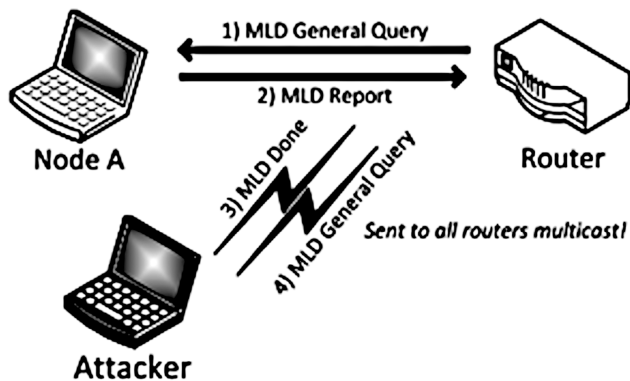 1) MLD General Query
2) MLD Report
Node A
Router
3) MLD Done
4) MLD General Query
Sent to all routers multicast!
Attacker